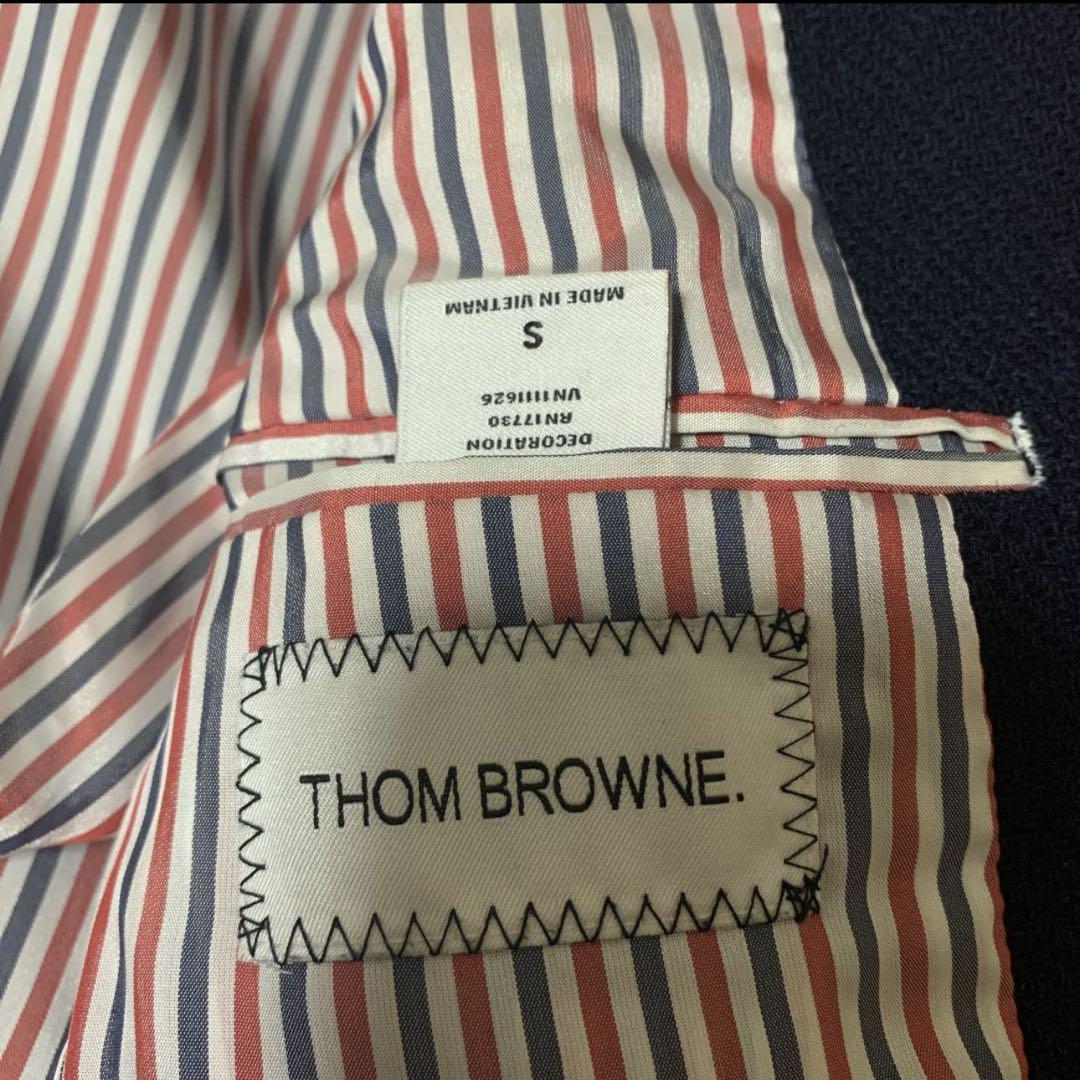 DECORATION
RN17730
VN1111626
S
MADE IN VIETNAM
THOM BROWNE.